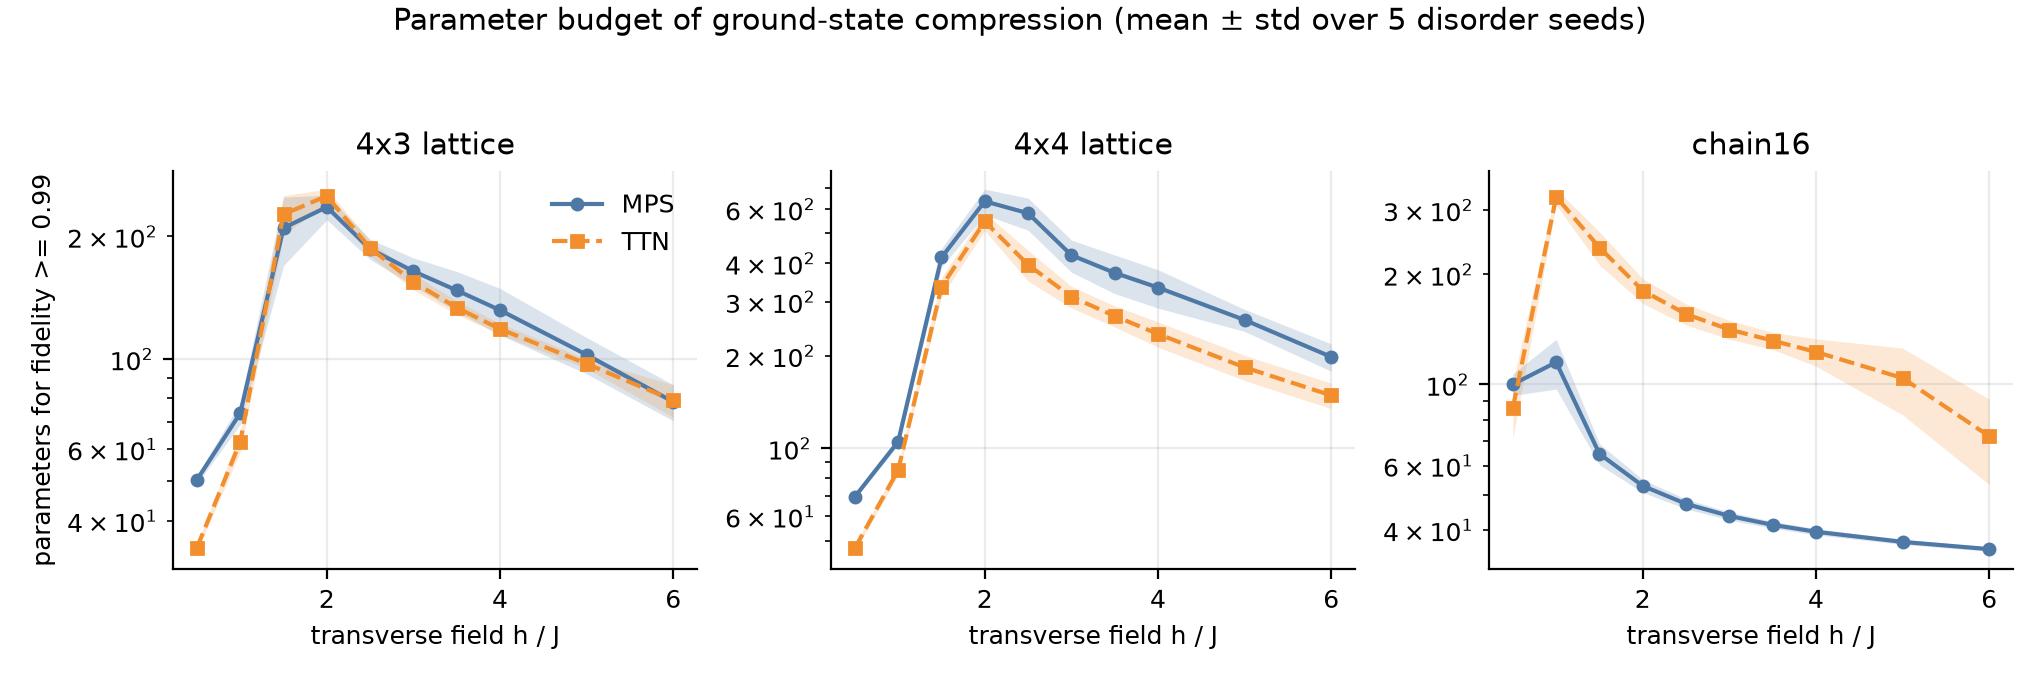 Parameter budget of ground-state compression (mean ± std over 5 disorder seeds)
4x3 lattice
parameters for fidelity >= 0.99
2 × 10²
10²
6 × 10¹
4 × 10¹
MPS
TTN
2 4 6
transverse field h / J
4x4 lattice
6 × 10²
4 × 10²
3 × 10²
2 × 10²
10²
6 × 10¹
2 4 6
transverse field h / J
chain16
3 × 10²
2 × 10²
10²
6 × 10¹
4 × 10¹
2 4 6
transverse field h / J